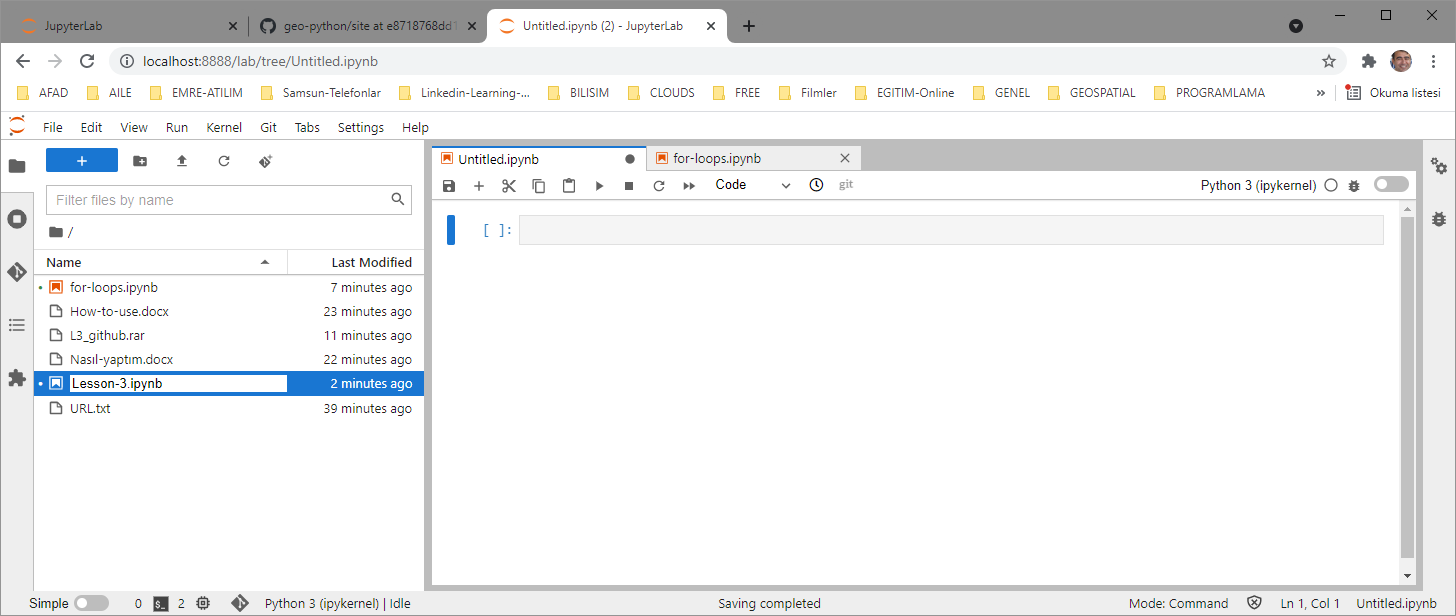 JupyterLab
geo-python/site at e8718768dd1
Untitled.ipynb (2) - JupyterLab
localhost:8888/lab/tree/Untitled.ipynb
AFAD AILE EMRE-ATILIM Samsun-Telefonlar Linkedin-Learning-... BILISIM CLOUDS FREE Filmler EGITIM-Online GENEL GEOSPATIAL PROGRAMLAMA » Okuma listesi
File Edit View Run Kernel Git Tabs Settings Help
Untitled.ipynb
for-loops.ipynb
Code
git
Python 3 (ipykernel)
Filter files by name
/
Name Last Modified
for-loops.ipynb 7 minutes ago
How-to-use.docx 23 minutes ago
L3_github.rar 11 minutes ago
Nasıl-yaptım.docx 22 minutes ago
Lesson-3.ipynb 2 minutes ago
URL.txt 39 minutes ago
[ ]:
Simple 0 $_ 2 Python 3 (ipykernel) | Idle Saving completed Mode: Command Ln 1, Col 1 Untitled.ipynb